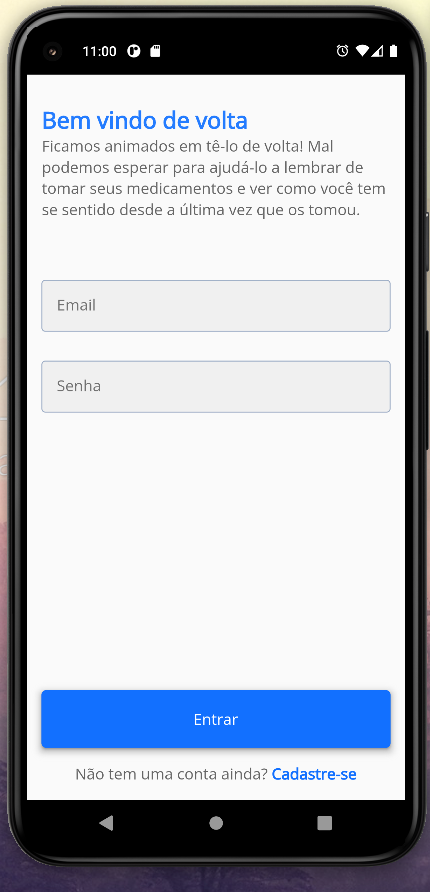 11:00
Bem vindo de volta
Ficamos animados em tê-lo de volta! Mal
podemos esperar para ajudá-lo a lembrar de
tomar seus medicamentos e ver como você tem
se sentido desde a última vez que os tomou.
Email
Senha
Entrar
Não tem uma conta ainda? Cadastre-se